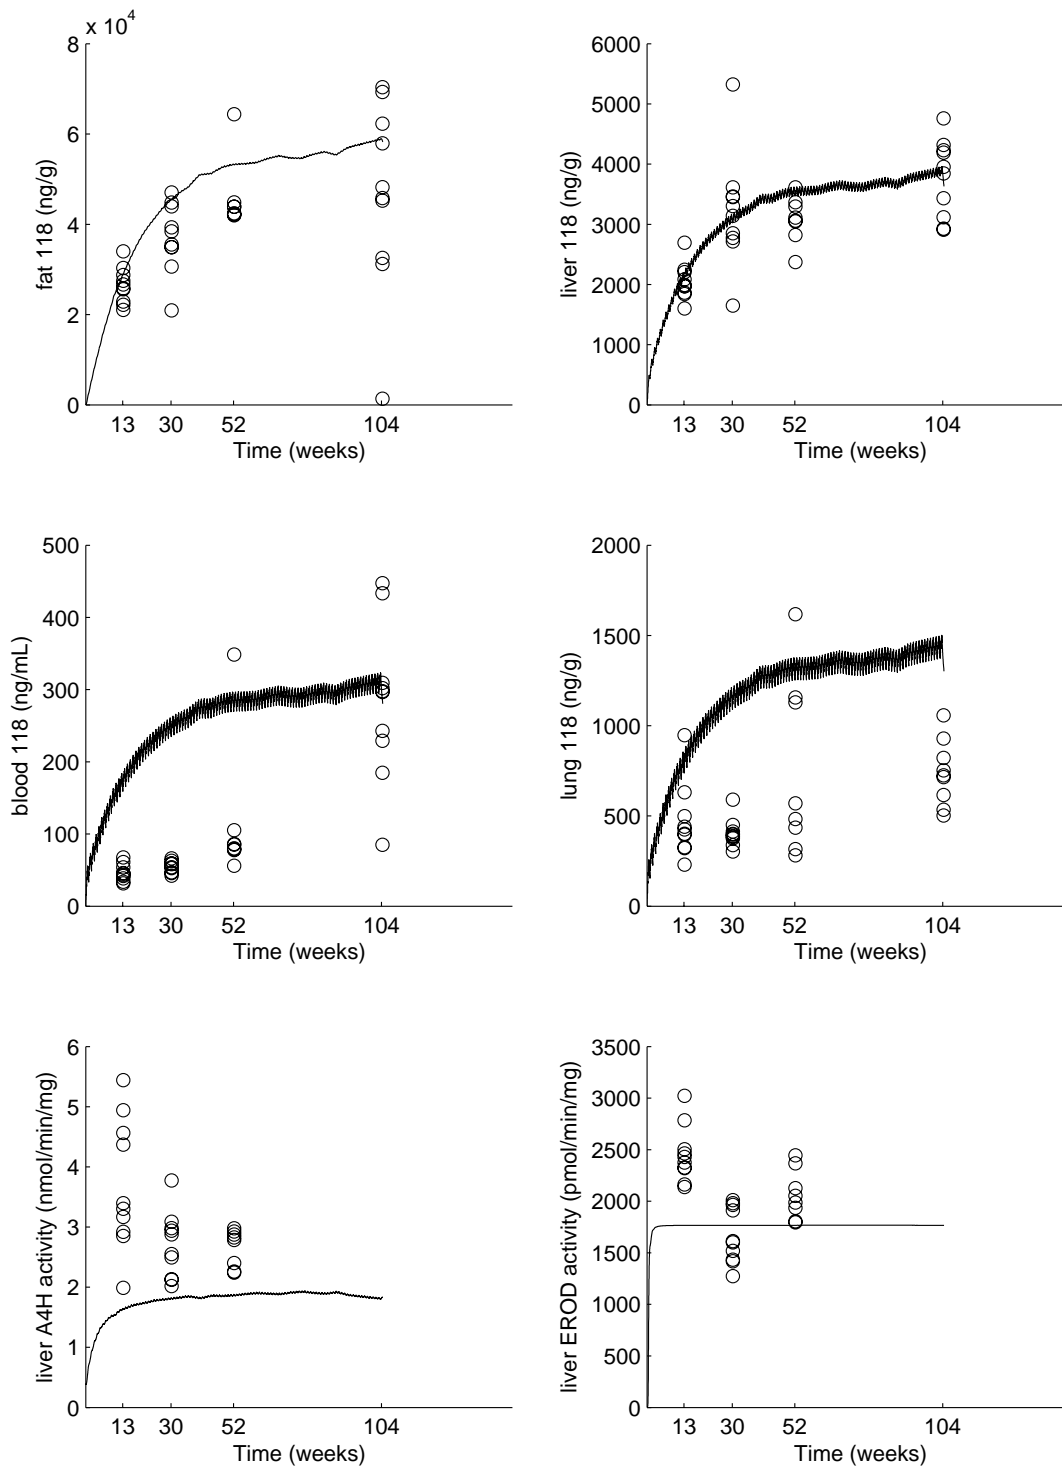 x 10^4
fat 118 (ng/g)
8
6
4
2
0
13 30 52 104
Time (weeks)
liver 118 (ng/g)
6000
5000
4000
3000
2000
1000
0
13 30 52 104
Time (weeks)
blood 118 (ng/mL)
500
400
300
200
100
0
13 30 52 104
Time (weeks)
lung 118 (ng/g)
2000
1500
1000
500
0
13 30 52 104
Time (weeks)
liver A4H activity (nmol/min/mg)
6
5
4
3
2
1
0
13 30 52 104
Time (weeks)
liver EROD activity (pmol/min/mg)
3500
3000
2500
2000
1500
1000
500
0
13 30 52 104
Time (weeks)